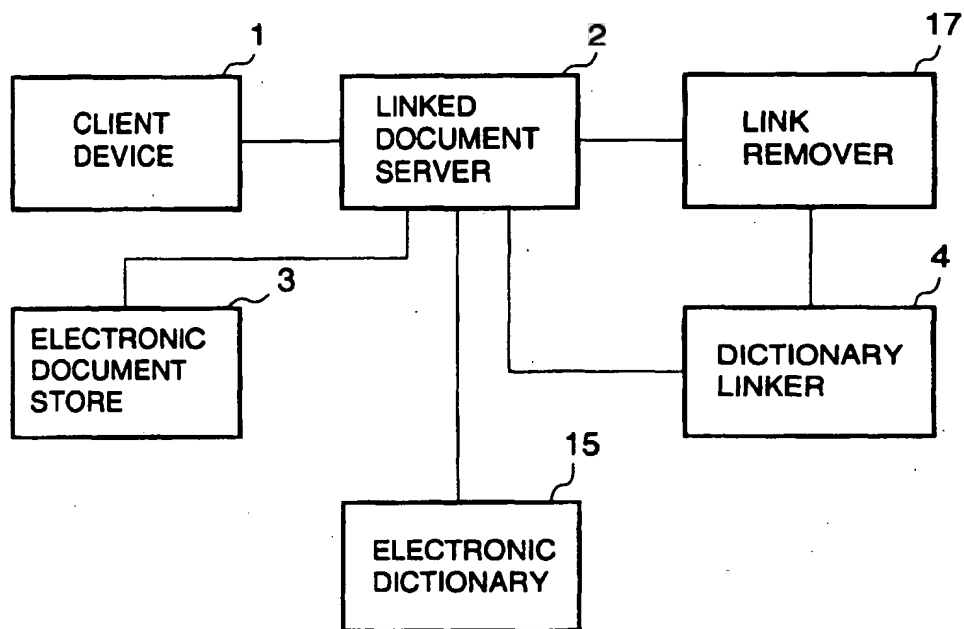 1
2
17
CLIENT
DEVICE
LINKED
DOCUMENT
SERVER
LINK
REMOVER
3
4
ELECTRONIC
DOCUMENT
STORE
DICTIONARY
LINKER
15
ELECTRONIC
DICTIONARY